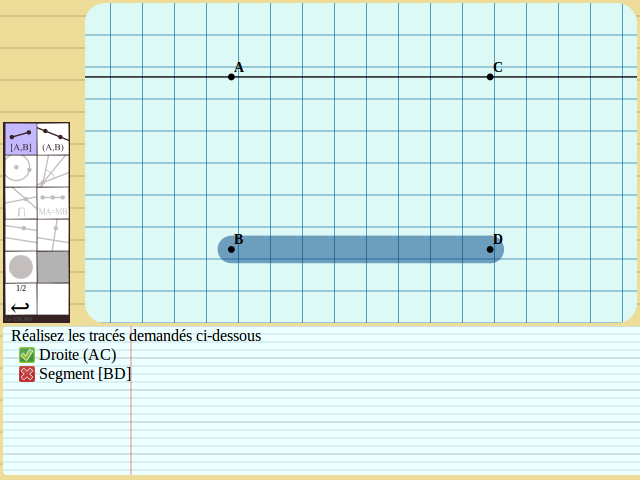 A C
[A,B] (A,B)
∩ MA=MB
B D
1/2
Réalisez les tracés demandés ci-dessous
Droite (AC)
Segment [BD]